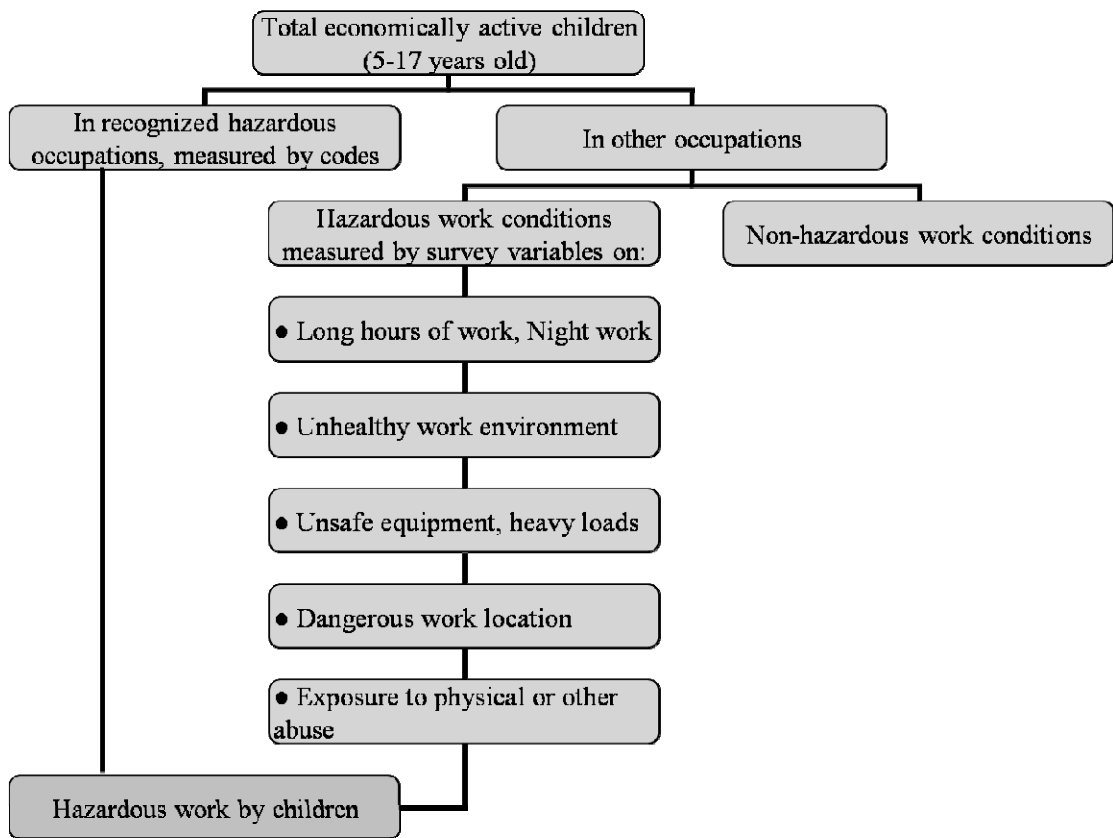 Total economically active children
(5-17 years old)
In recognized hazardous
occupations, measured by codes
In other occupations
Hazardous work conditions
measured by survey variables on:
Non-hazardous work conditions
● Long hours of work, Night work
● Unhealthy work environment
● Unsafe equipment, heavy loads
● Dangerous work location
● Exposure to physical or other
abuse
Hazardous work by children